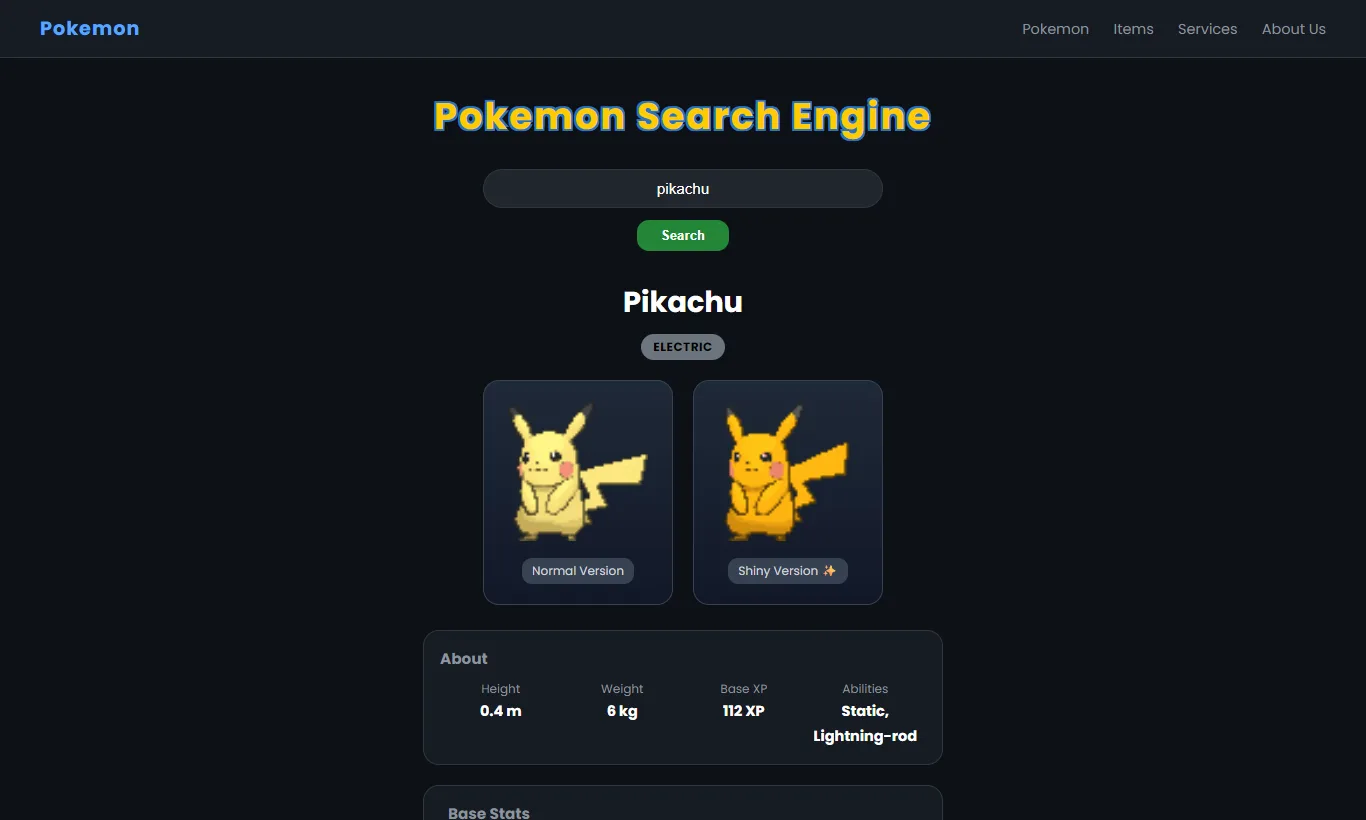 Pokemon
Pokemon Items Services About Us
Pokemon Search Engine
pikachu
Search
Pikachu
ELECTRIC
Normal Version
Shiny Version ✨
About
Height Weight Base XP Abilities
0.4 m 6 kg 112 XP Static,
Lightning-rod
Base Stats